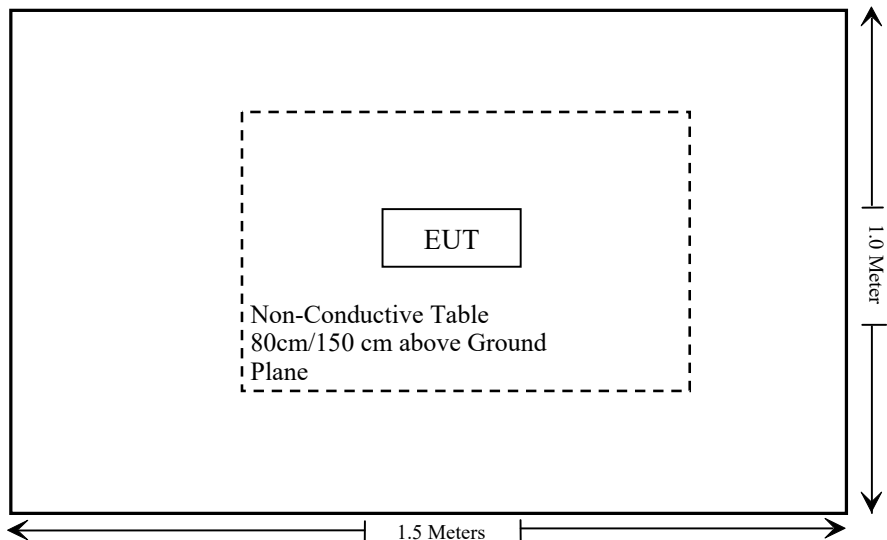 EUT
1.0 Meter
Non-Conductive Table
80cm/150 cm above Ground
Plane
1.5 Meters